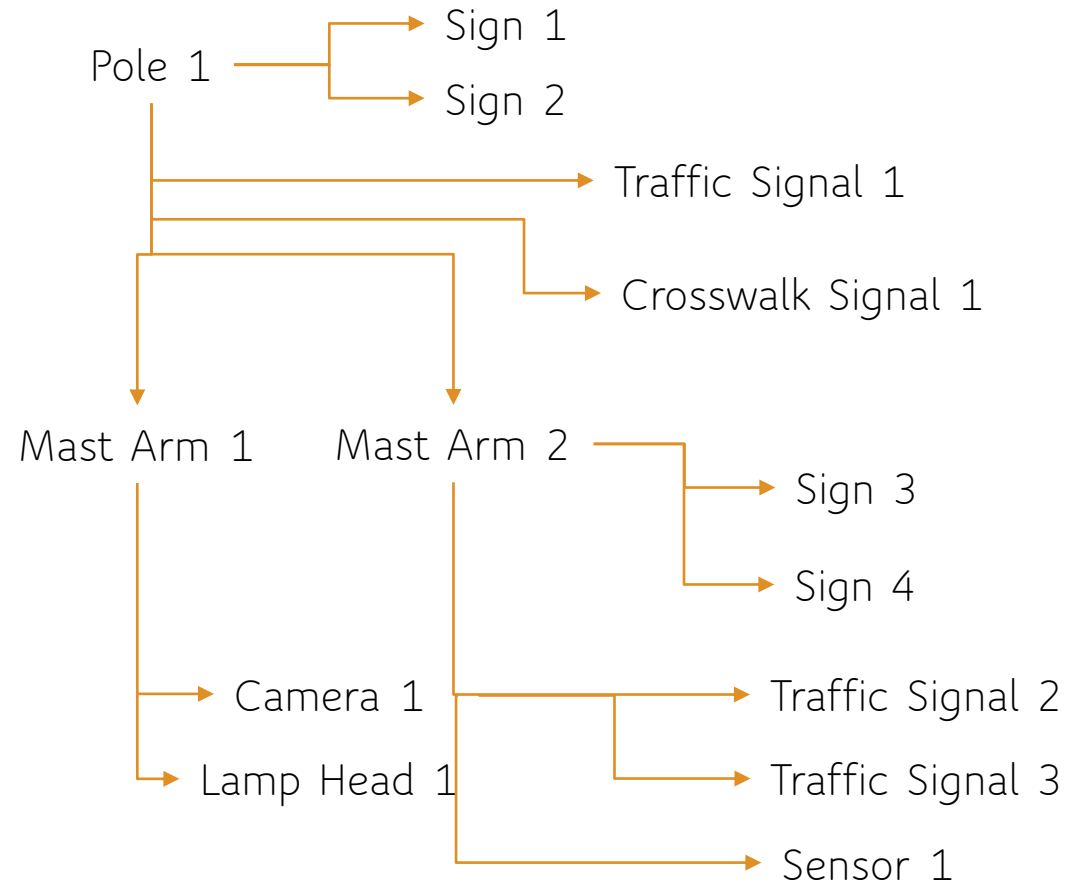 Sign 1
Pole 1
Sign 2
Traffic Signal 1
Crosswalk Signal 1
Mast Arm 1
Mast Arm 2
Sign 3
Sign 4
Camera 1
Traffic Signal 2
Lamp Head 1
Traffic Signal 3
Sensor 1